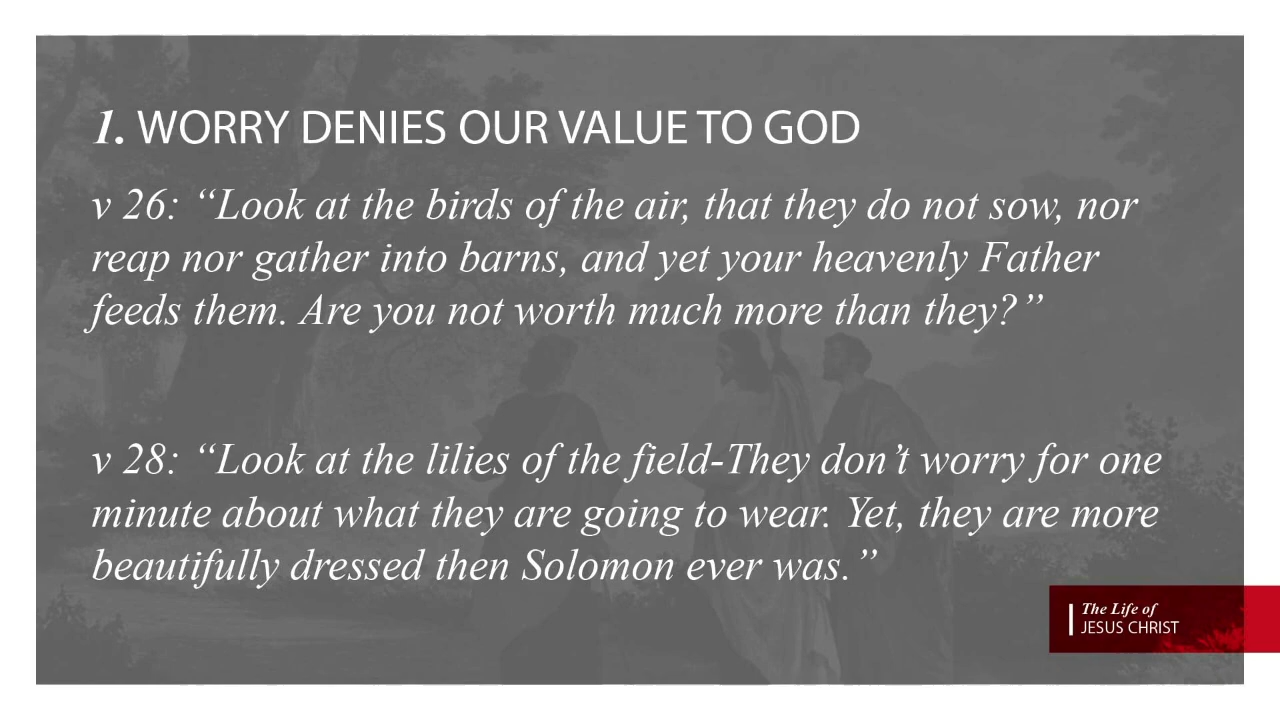 1. WORRY DENIES OUR VALUE TO GOD
v 26: “Look at the birds of the air, that they do not sow, nor
reap nor gather into barns, and yet your heavenly Father
feeds them. Are you not worth much more than they?”
v 28: “Look at the lilies of the field-They don’t worry for one
minute about what they are going to wear. Yet, they are more
beautifully dressed then Solomon ever was.”
The Life of
JESUS CHRIST